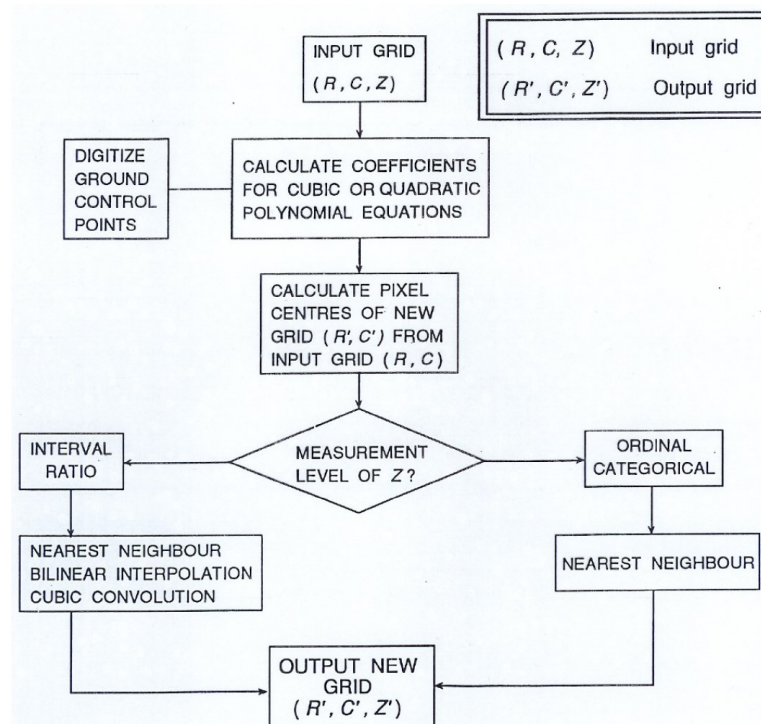 INPUT GRID
(R, C, Z)
(R, C, Z) Input grid
(R', C', Z') Output grid
DIGITIZE
GROUND
CONTROL
POINTS
CALCULATE COEFFICIENTS
FOR CUBIC OR QUADRATIC
POLYNOMIAL EQUATIONS
CALCULATE PIXEL
CENTRES OF NEW
GRID (R', C') FROM
INPUT GRID (R, C)
MEASUREMENT
LEVEL OF Z?
INTERVAL
RATIO
ORDINAL
CATEGORICAL
NEAREST NEIGHBOUR
BILINEAR INTERPOLATION
CUBIC CONVOLUTION
NEAREST NEIGHBOUR
OUTPUT NEW
GRID
(R', C', Z')